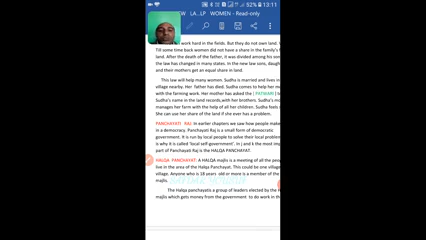 52% 13:11
LA...LP WOMEN - Read-only
work hard in the fields. But they do not own land.
Till some time back women did not have a share in the family's
land. After the death of the father, it was divided among his
the law has changed in many states. In the new law sons,
and their mothers get an equal share in land.
This law will help many women. Sudha is married and lives in
village nearby. Her father has died. Sudha comes to help her
with the farming work. Her mother has asked the [ PATWARI ]
Sudha's name in the land records,with her brothers. Sudha's
manages her farm with the help of all her children. Sudha feels
She can see her share of the land if she ever has a problem.
PANCHAYATI RAJ: In earlier chapters we saw how people make
in a democracy. Panchayati Raj is a small form of democratic
government. It is run by local people to solve their local problem
is why it is called 'local self-government', in j and k the most imp
part of Panchayati Raj is the HALQA PANCHAYAT.
HALQA PANCHAYAT: A HALQA majlis is a meeting of all the peop
live in the area of the Halqa Panchayat. This could be one village
village. Anyone who is 18 years old or more is a member of the
majlis.
The Halqa panchayatis a group of leaders elected by the H
majlis which gets money from the government to do work in th